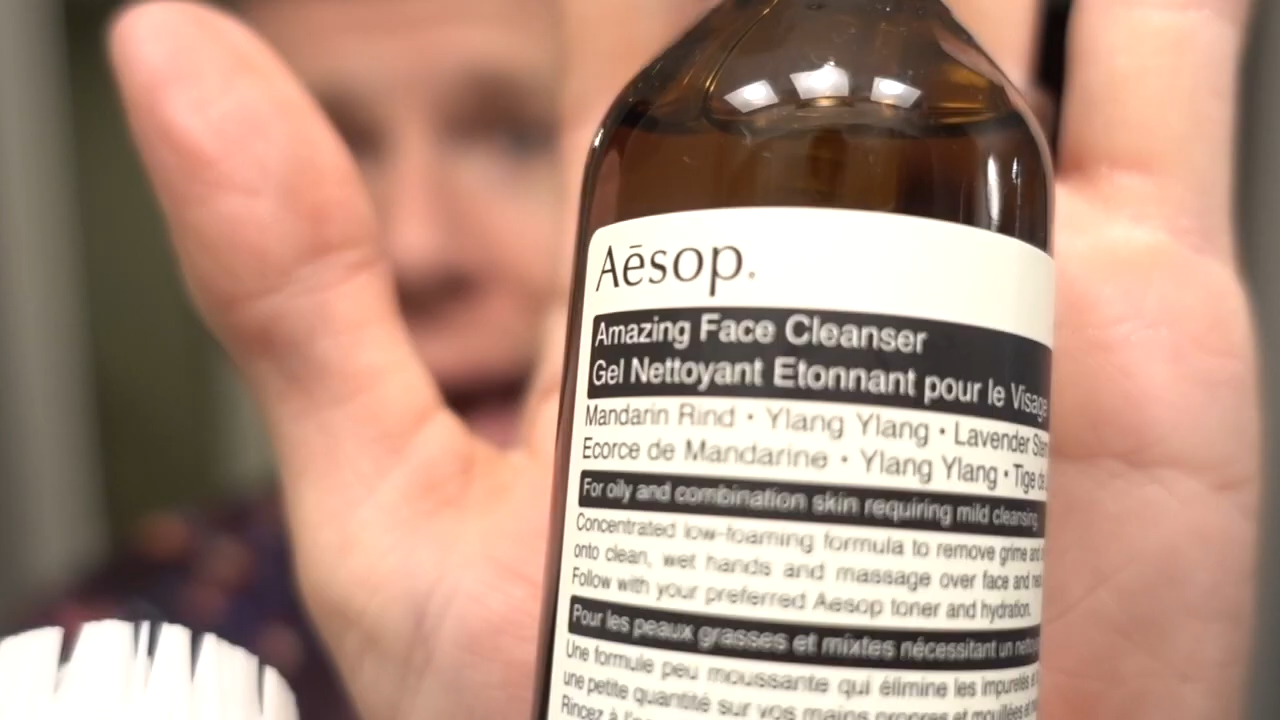 Aēsop.
Amazing Face Cleanser
Gel Nettoyant Etonnant pour le Visage
Mandarin Rind • Ylang Ylang • Lavender Stem
Ecorce de Mandarine • Ylang Ylang • Tige de
For oily and combination skin requiring mild cleansing
Concentrated low-foaming formula to remove grime and
onto clean, wet hands and massage over face and
Follow with your preferred Aesop toner and hydration.
Pour les peaux grasses et mixtes nécessitant un
Une formule peu moussante qui élimine les impuretés
une petite quantité sur vos mains propres et mouillées
Rincez à